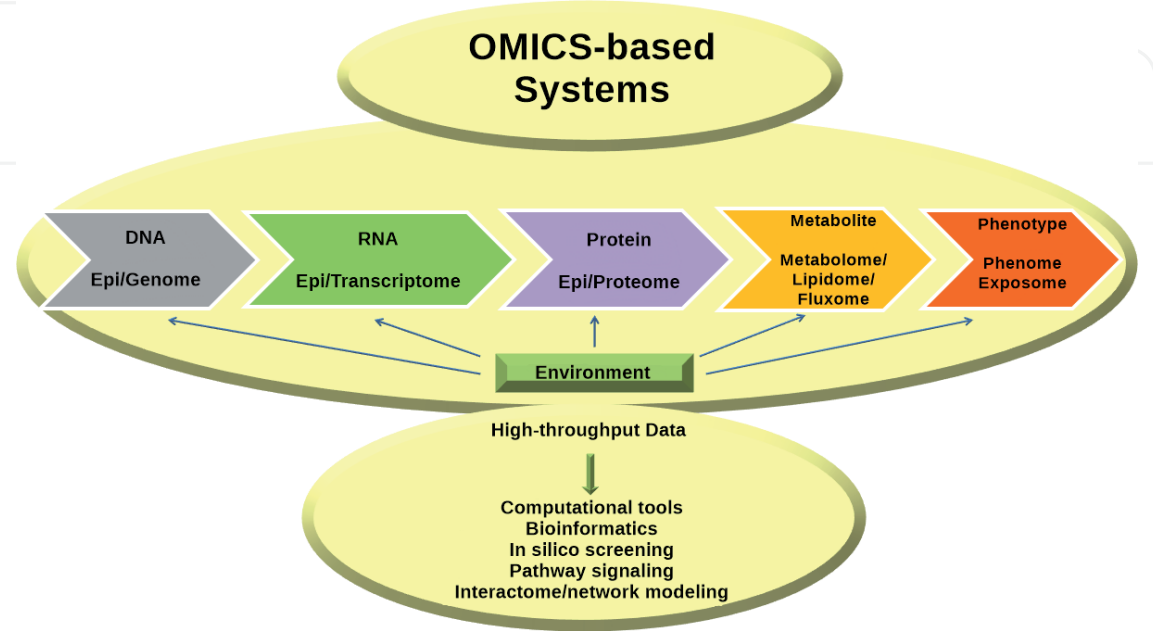 OMICS-based
Systems
DNA
Epi/Genome
RNA
Epi/Transcriptome
Protein
Epi/Proteome
Metabolite
Metabolome/
Lipidome/
Fluxome
Phenotype
Phenome
Exposome
Environment
High-throughput Data
Computational tools
Bioinformatics
In silico screening
Pathway signaling
Interactome/network modeling